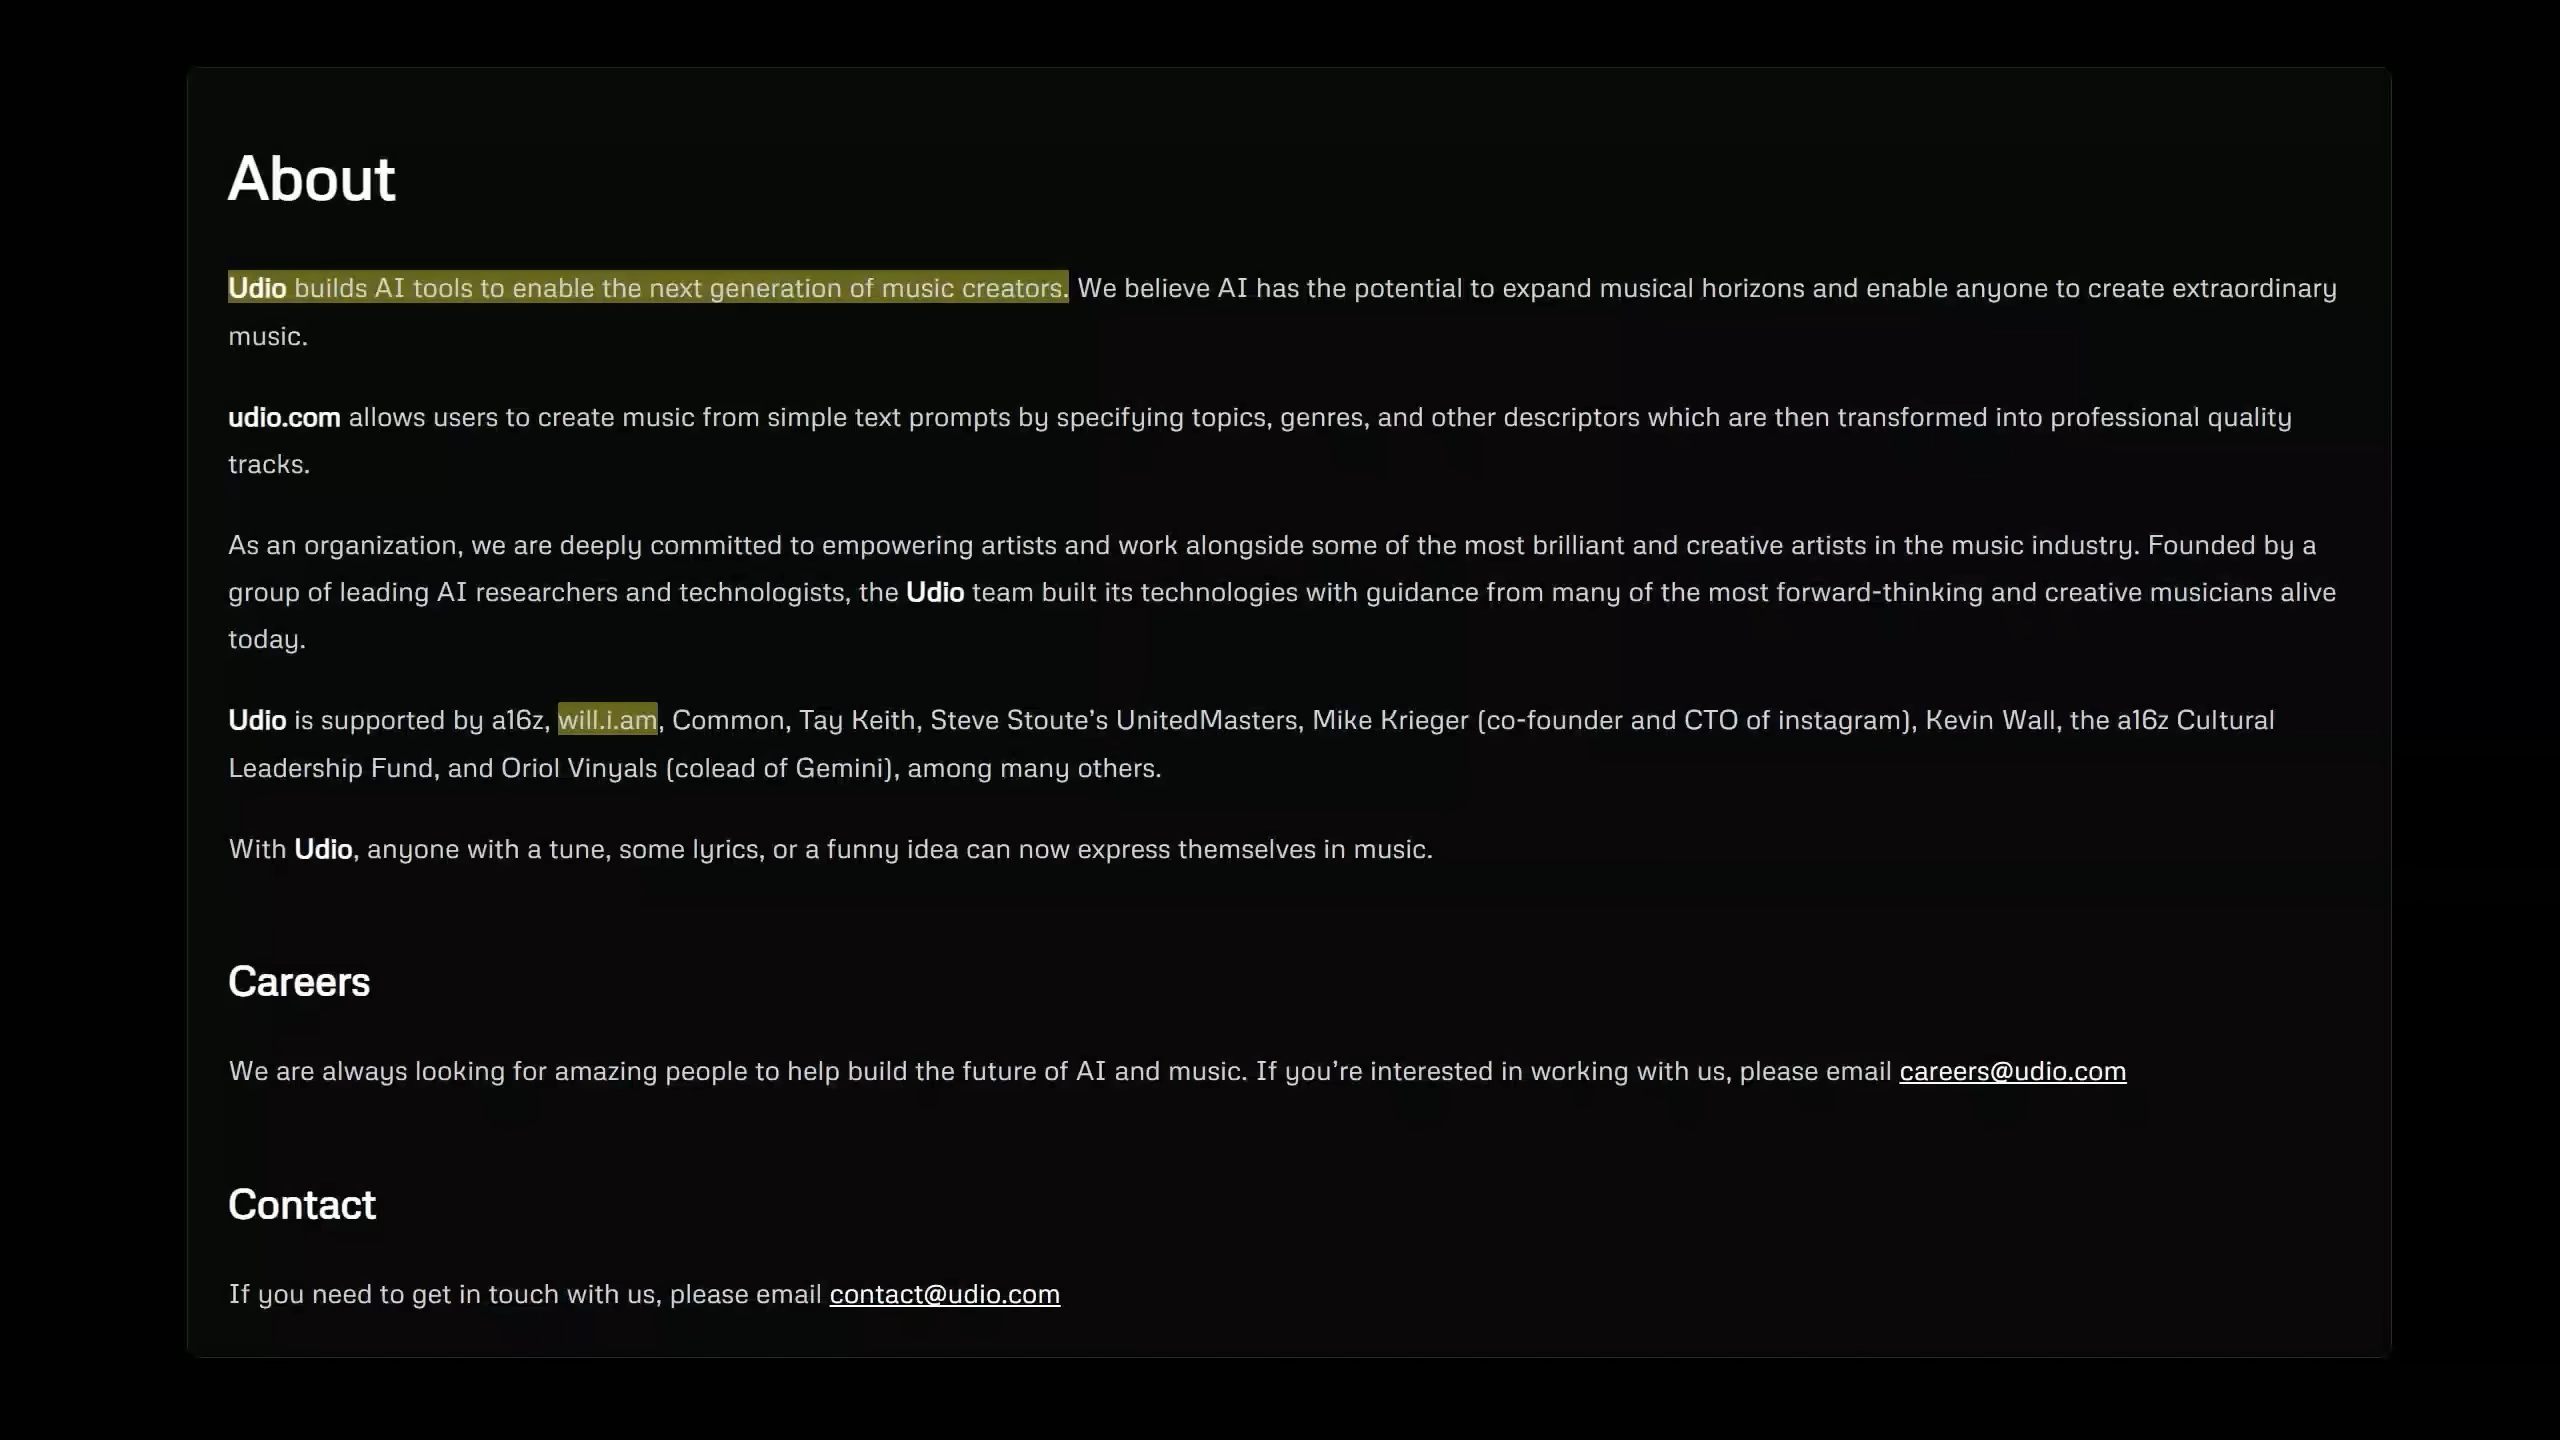 About
Udio builds AI tools to enable the next generation of music creators. We believe AI has the potential to expand musical horizons and enable anyone to create extraordinary
music.
udio.com allows users to create music from simple text prompts by specifying topics, genres, and other descriptors which are then transformed into professional quality
tracks.
As an organization, we are deeply committed to empowering artists and work alongside some of the most brilliant and creative artists in the music industry. Founded by a
group of leading AI researchers and technologists, the Udio team built its technologies with guidance from many of the most forward-thinking and creative musicians alive
today.
Udio is supported by a16z, will.i.am, Common, Tay Keith, Steve Stoute's UnitedMasters, Mike Krieger (co-founder and CTO of instagram), Kevin Wall, the a16z Cultural
Leadership Fund, and Oriol Vinyals (colead of Gemini), among many others.
With Udio, anyone with a tune, some lyrics, or a funny idea can now express themselves in music.
Careers
We are always looking for amazing people to help build the future of AI and music. If you're interested in working with us, please email careers@udio.com
Contact
If you need to get in touch with us, please email contact@udio.com